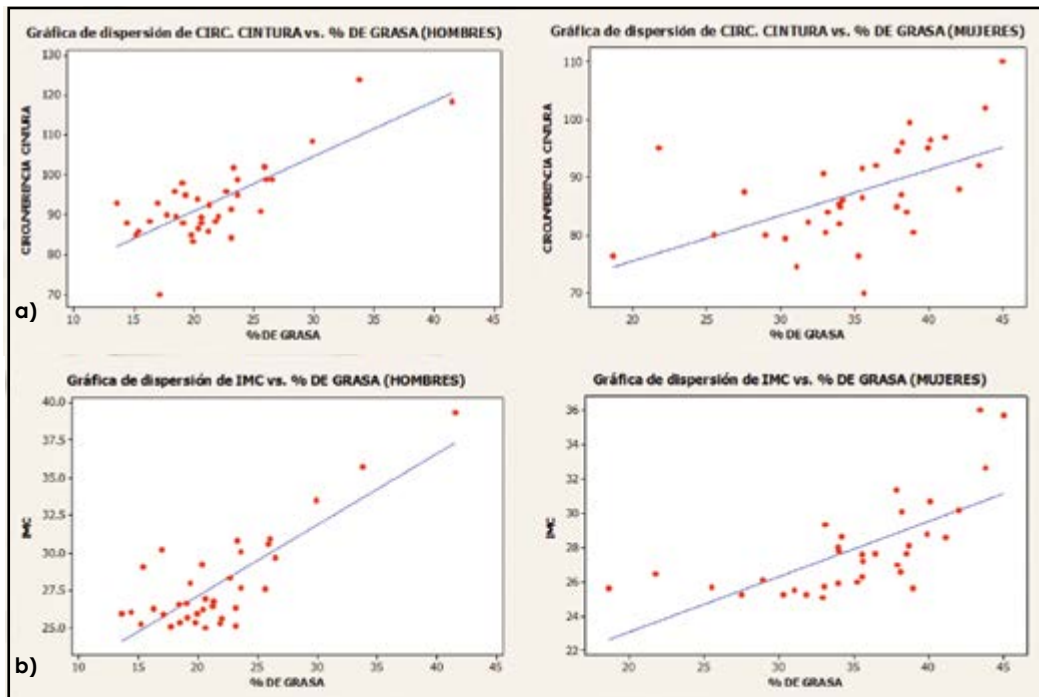 Gráfica de dispersión de CIRC. CINTURA vs. % DE GRASA (HOMBRES)
130
120
110
100
90
80
70
CIRCUNFERENCIA CINTURA
10 15 20 25 30 35 40 45
% DE GRASA
a)
Gráfica de dispersión de CIRC. CINTURA vs. % DE GRASA (MUJERES)
110
100
90
80
70
CIRCUNFERENCIA CINTURA
20 25 30 35 40 45
% DE GRASA
Gráfica de dispersión de IMC vs. % DE GRASA (HOMBRES)
40.0
37.5
35.0
32.5
30.0
27.5
25.0
IMC
10 15 20 25 30 35 40 45
% DE GRASA
b)
Gráfica de dispersión de IMC vs. % DE GRASA (MUJERES)
36
34
32
30
28
26
24
22
IMC
20 25 30 35 40 45
% DE GRASA